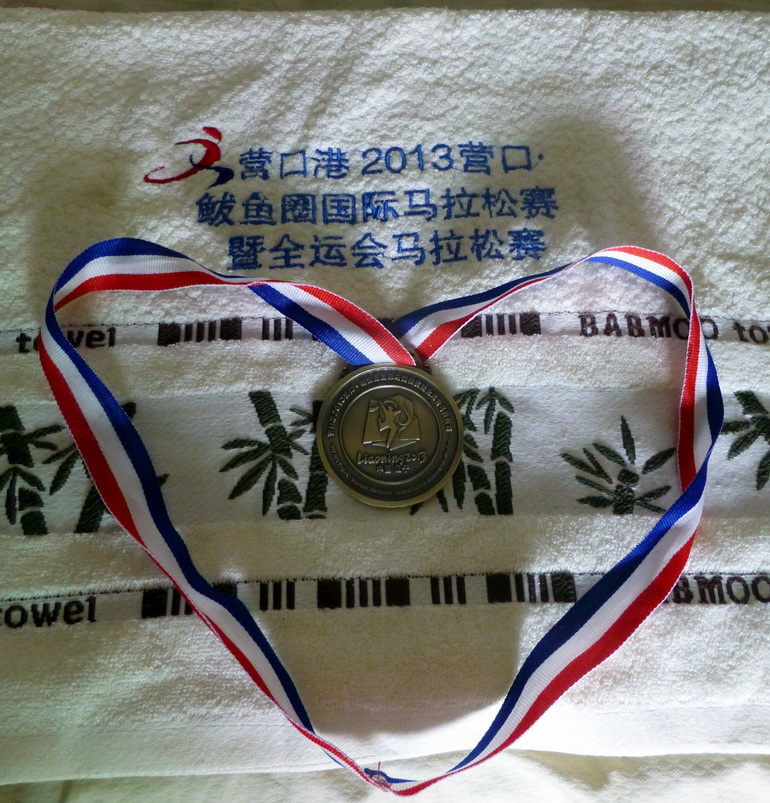 营口港 2013营口·
鲅鱼圈国际马拉松赛
暨全运会马拉松赛
towel
BABMOO to
Liaoning2013
towel
BMOO